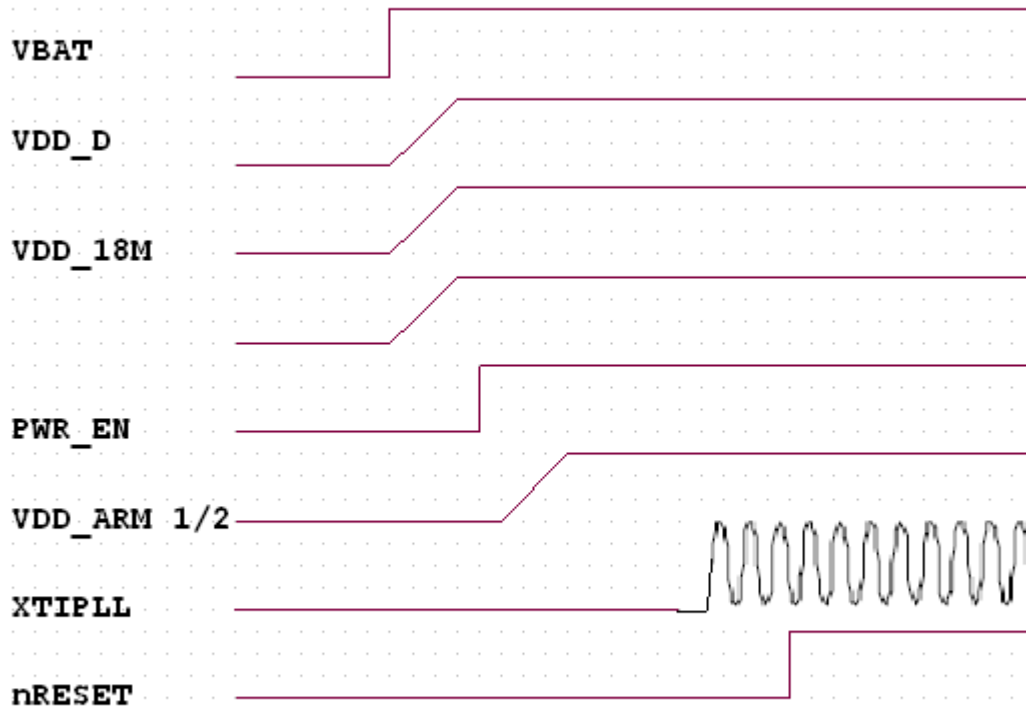 VBAT
VDD_D
VDD_18M
PWR_EN
VDD_ARM 1/2
XTIPLL
nRESET